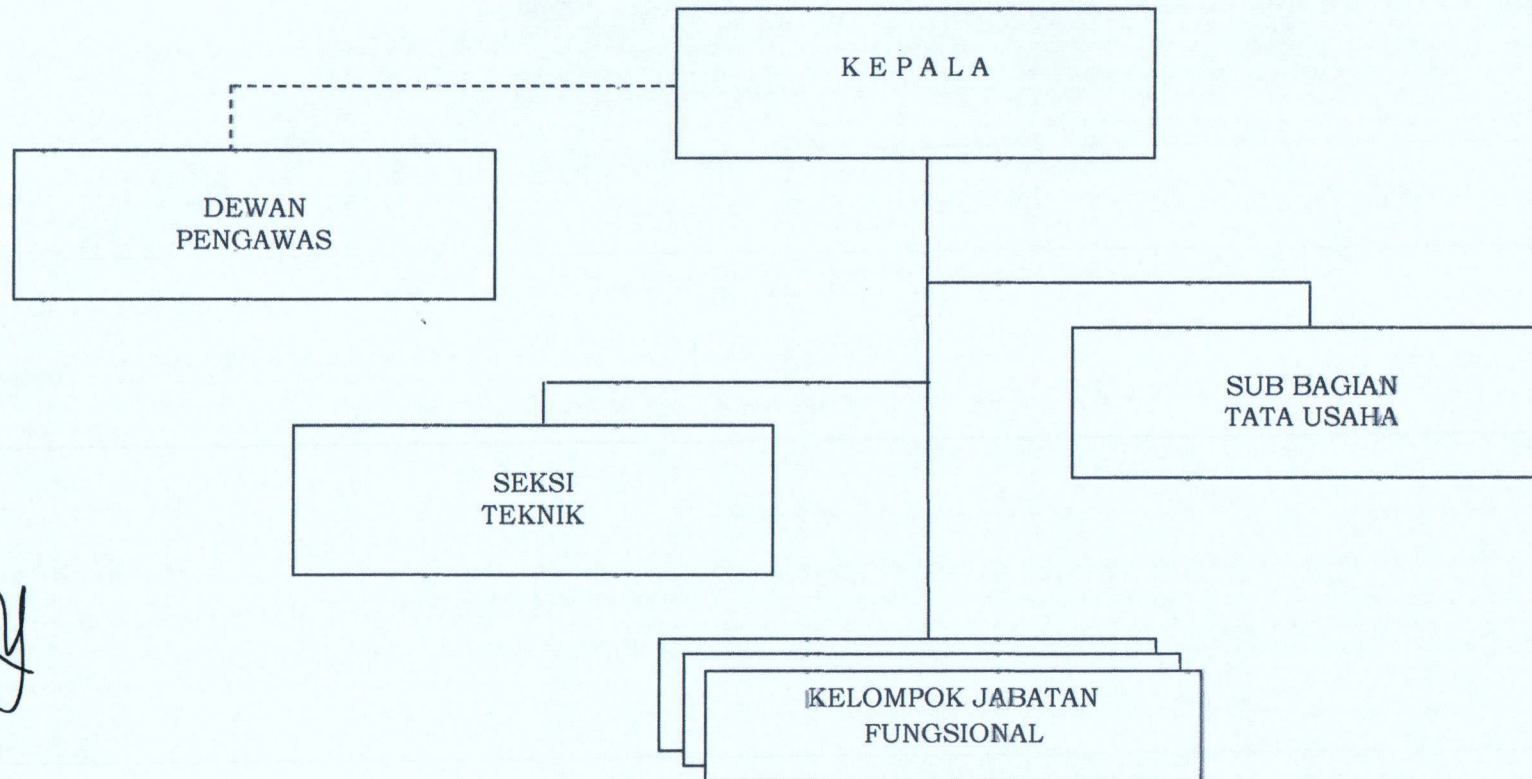 K E P A L A
DEWAN
PENGAWAS
SUB BAGIAN
TATA USAHA
SEKSI
TEKNIK
KELOMPOK JABATAN
FUNGSIONAL